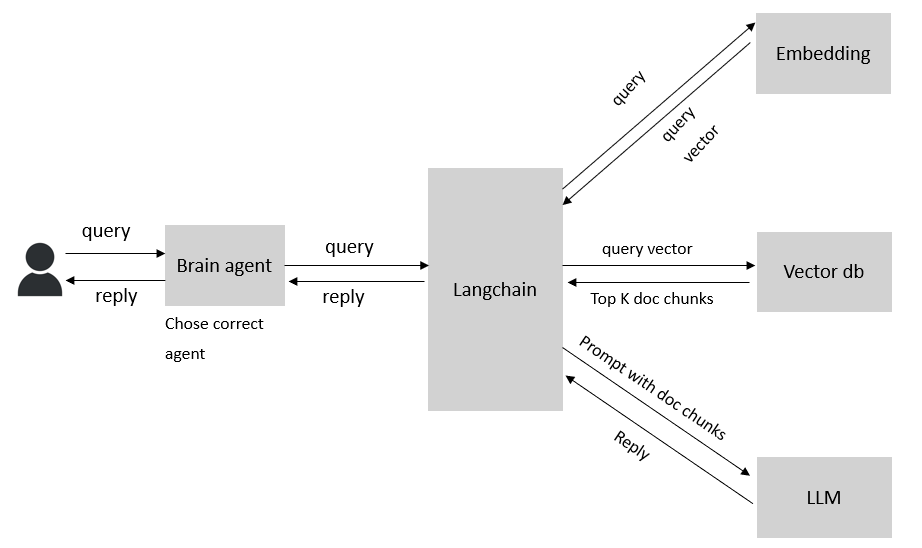 query
reply
Brain agent
Chose correct
agent
query
reply
Langchain
query
query
vector
Embedding
query vector
Top K doc chunks
Vector db
Prompt with doc chunks
Reply
LLM